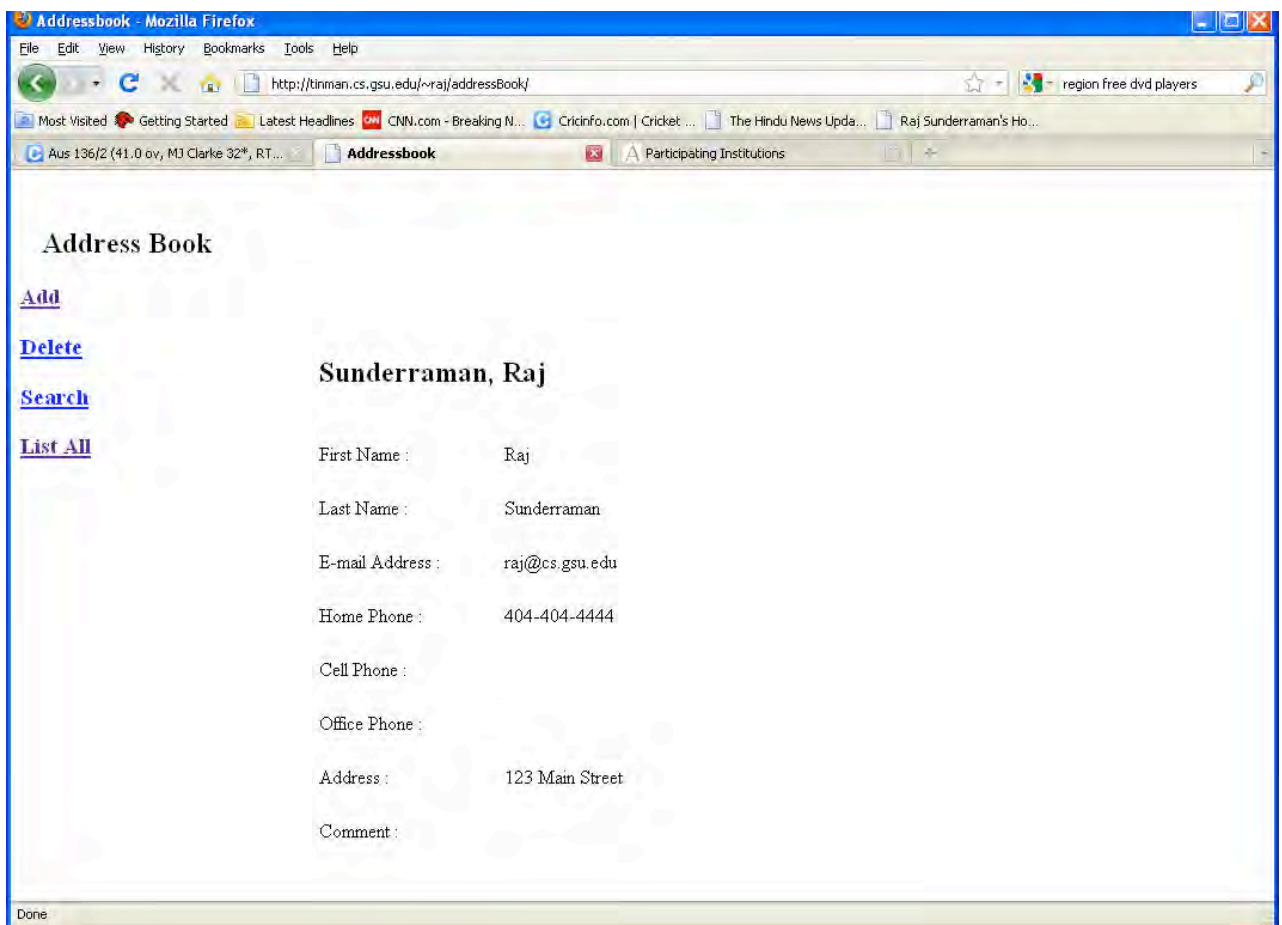 Addressbook - Mozilla Firefox
File Edit View History Bookmarks Tools Help
http://tinman.cs.gsu.edu/~raj/addressBook/ region free dvd players
Most Visited Getting Started Latest Headlines CNN CNN.com - Breaking N... Cricinfo.com | Cricket ... The Hindu News Upda... Raj Sunderraman's Ho...
Aus 136/2 (41.0 ov, MJ Clarke 32*, RT... Addressbook Participating Institutions
Address Book
Add
Delete
Search
List All
Sunderraman, Raj
First Name : Raj
Last Name : Sunderraman
E-mail Address : raj@cs.gsu.edu
Home Phone : 404-404-4444
Cell Phone :
Office Phone :
Address : 123 Main Street
Comment :
Done